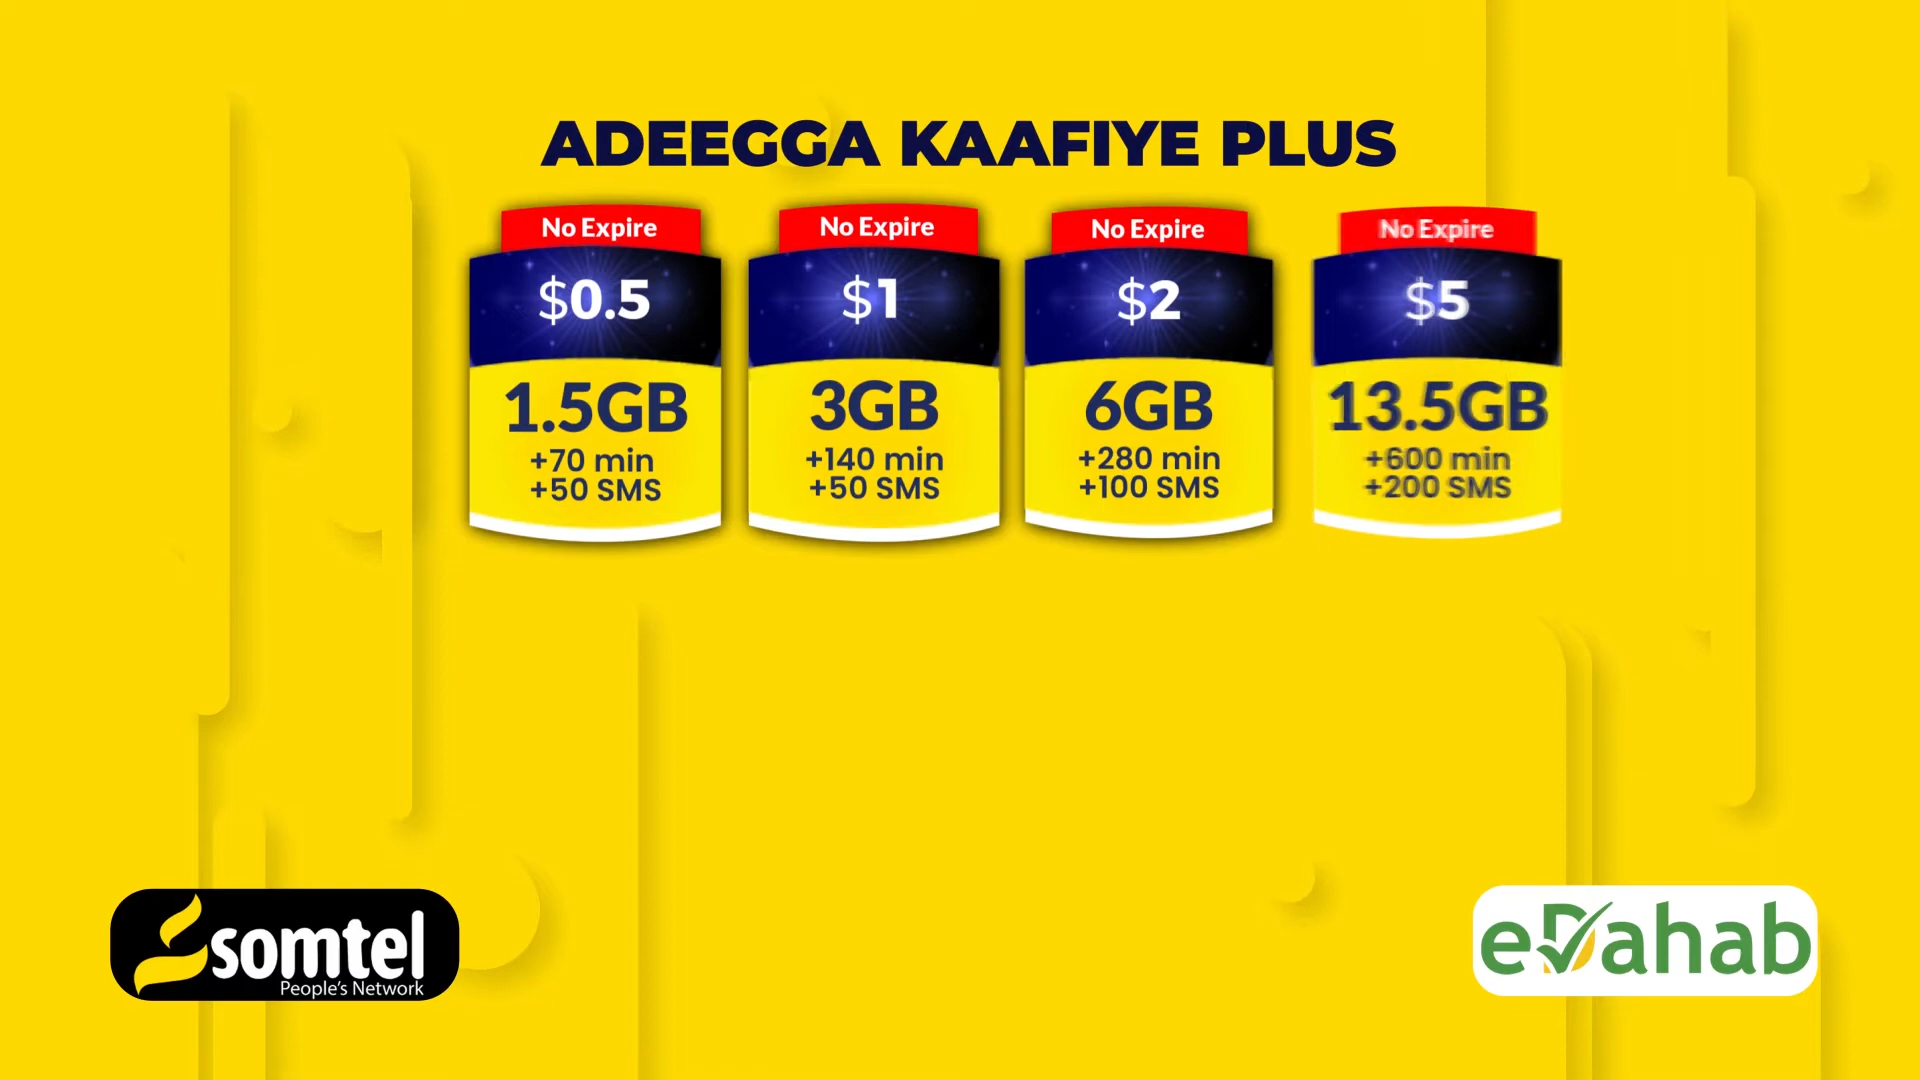 ADEEGGA KAAFIYE PLUS
No Expire
$0.5
1.5GB
+70 min
+50 SMS
No Expire
$1
3GB
+140 min
+50 SMS
No Expire
$2
6GB
+280 min
+100 SMS
No Expire
$5
13.5GB
+600 min
+200 SMS
somtel
People's Network
eDahab